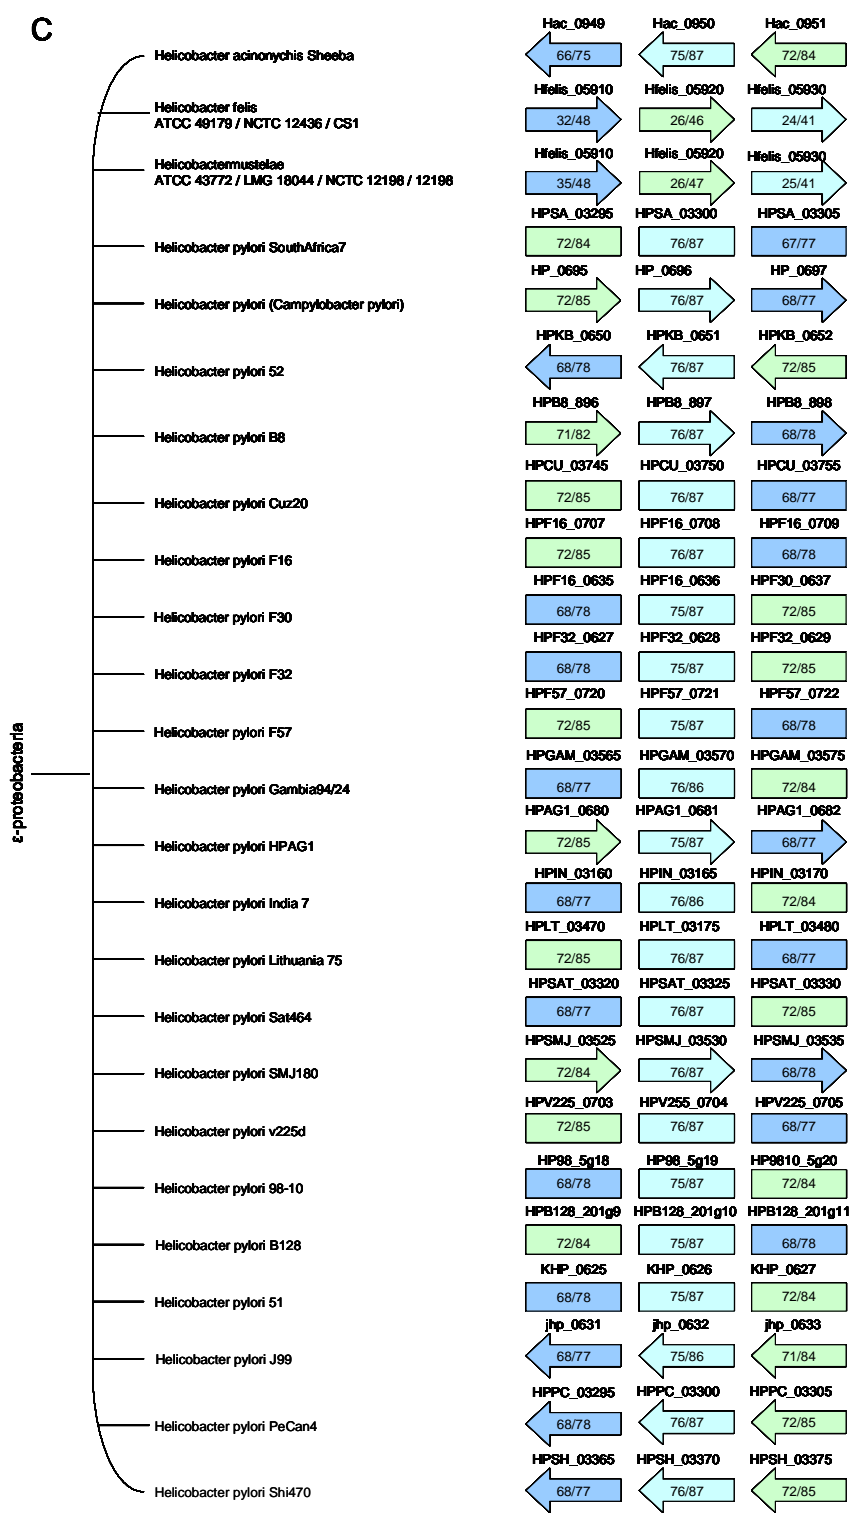 C
Hac_0949 Hac_0950 Hac_0951
Helicobacter acinonychis Sheeba 66/75 75/87 72/84
Hfelis_05910 Hfelis_05920 Hfelis_05930
Helicobacter felis
ATCC 49179 / NCTC 12436 / CS1 32/48 26/46 24/41
Hfelis_05910 Hfelis_05920 Hfelis_05930
Helicobactermustelae
ATCC 43772 / LMG 18044 / NCTC 12198 / 12198 35/48 26/47 25/41
HPSA_03295 HPSA_03300 HPSA_03305
Helicobacter pylori SouthAfrica7 72/84 76/87 67/77
HP_0695 HP_0696 HP_0697
Helicobacter pylori (Campylobacter pylori) 72/85 76/87 68/77
HPKB_0650 HPKB_0651 HPKB_0652
Helicobacter pylori 52 68/78 76/87 72/85
HPB8_896 HPB8_897 HPB8_898
Helicobacter pylori B8 71/82 76/87 68/78
HPCU_03745 HPCU_03750 HPCU_03755
Helicobacter pylori Cuz20 72/85 76/87 68/77
HPF16_0707 HPF16_0708 HPF16_0709
Helicobacter pylori F16 72/85 76/87 68/78
HPF16_0635 HPF16_0636 HPF30_0637
Helicobacter pylori F30 68/78 75/87 72/85
HPF32_0627 HPF32_0628 HPF32_0629
Helicobacter pylori F32 68/78 75/87 72/85
HPF57_0720 HPF57_0721 HPF57_0722
Helicobacter pylori F57 72/85 75/87 68/78
ε-proteobacteria
HPGAM_03565 HPGAM_03570 HPGAM_03575
Helicobacter pylori Gambia94/24 68/77 76/86 72/84
HPAG1_0680 HPAG1_0681 HPAG1_0682
Helicobacter pylori HPAG1 72/85 75/87 68/77
HPIN_03160 HPIN_03165 HPIN_03170
Helicobacter pylori India 7 68/77 76/86 72/84
HPLT_03470 HPLT_03175 HPLT_03480
Helicobacter pylori Lithuania 75 72/85 76/87 68/77
HPSAT_03320 HPSAT_03325 HPSAT_03330
Helicobacter pylori Sat464 68/77 76/87 72/85
HPSMJ_03525 HPSMJ_03530 HPSMJ_03535
Helicobacter pylori SMJ180 72/84 76/87 68/78
HPV225_0703 HPV255_0704 HPV225_0705
Helicobacter pylori v225d 72/85 76/87 68/77
HP98_5g18 HP98_5g19 HP9810_5g20
Helicobacter pylori 98-10 68/78 75/87 72/84
HPB128_201g9 HPB128_201g10 HPB128_201g11
Helicobacter pylori B128 72/84 75/87 68/78
KHP_0625 KHP_0626 KHP_0627
Helicobacter pylori 51 68/78 75/87 72/84
jhp_0631 jhp_0632 jhp_0633
Helicobacter pylori J99 68/77 75/86 71/84
HPPC_03295 HPPC_03300 HPPC_03305
Helicobacter pylori PeCan4 68/78 76/87 72/85
HPSH_03365 HPSH_03370 HPSH_03375
Helicobacter pylori Shi470 68/77 76/87 72/85